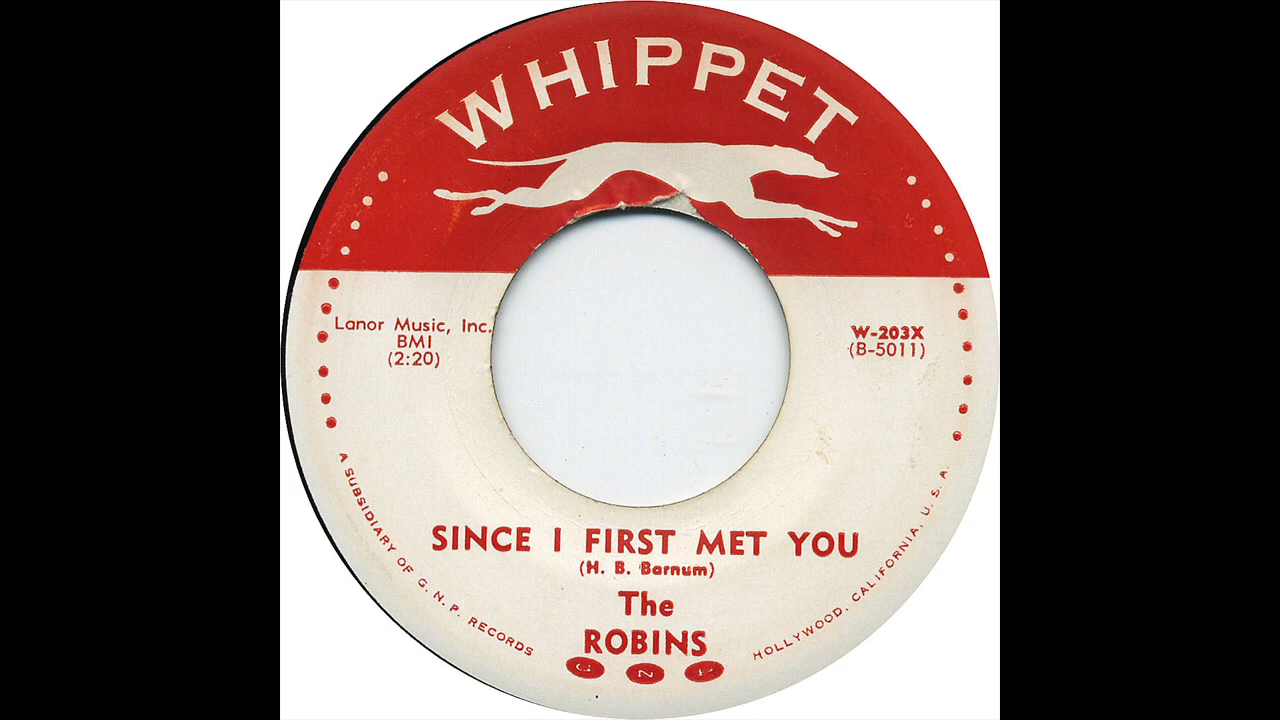 WHIPPET
Lanor Music, Inc.
BMI
(2:20)
W-203X
(B-5011)
SINCE I FIRST MET YOU
(H. B. Barnum)
The
ROBINS
A SUBSIDIARY OF G. N. P. RECORDS
HOLLYWOOD, CALIFORNIA, U. S. A.
G N P